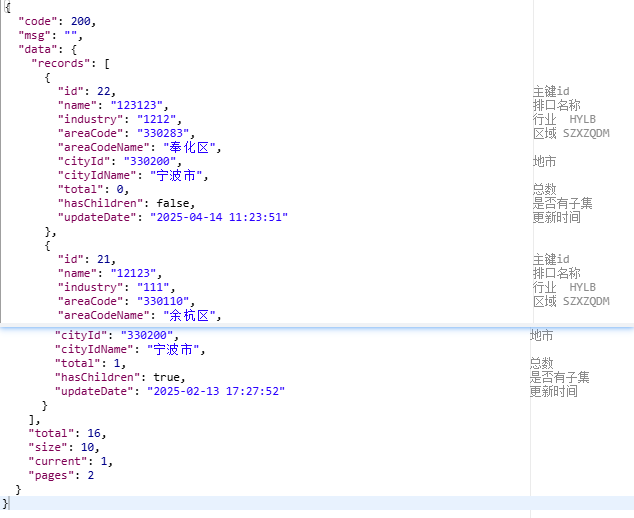 {
"code": 200,
"msg": "",
"data": {
"records": [
{
"id": 22, 主键id
"name": "123123", 排口名称
"industry": "1212", 行业 HYLB
"areaCode": "330283", 区域 SZXZQDM
"areaCodeName": "奉化区",
"cityId": "330200", 地市
"cityIdName": "宁波市",
"total": 0, 总数
"hasChildren": false, 是否有子集
"updateDate": "2025-04-14 11:23:51" 更新时间
},
{
"id": 21, 主键id
"name": "12123", 排口名称
"industry": "111", 行业 HYLB
"areaCode": "330110", 区域 SZXZQDM
"areaCodeName": "余杭区",
"cityId": "330200", 地市
"cityIdName": "宁波市",
"total": 1, 总数
"hasChildren": true, 是否有子集
"updateDate": "2025-02-13 17:27:52" 更新时间
}
],
"total": 16,
"size": 10,
"current": 1,
"pages": 2
}
}